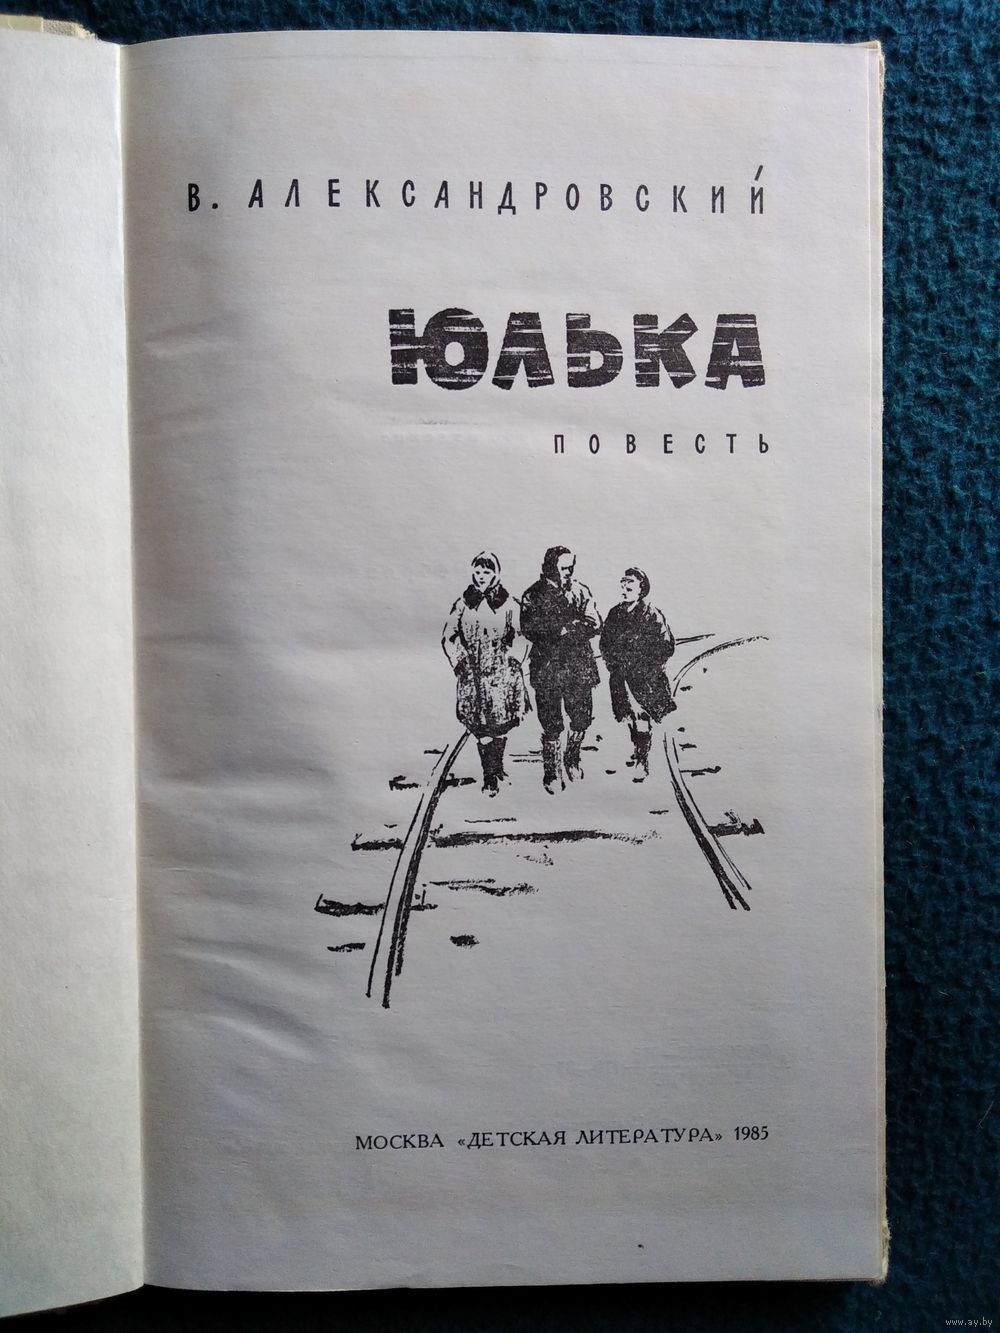 В. АЛЕКСАНДРОВСКИЙ
ЮЛЬКА
ПОВЕСТЬ
МОСКВА «ДЕТСКАЯ ЛИТЕРАТУРА» 1985
www.ay.by